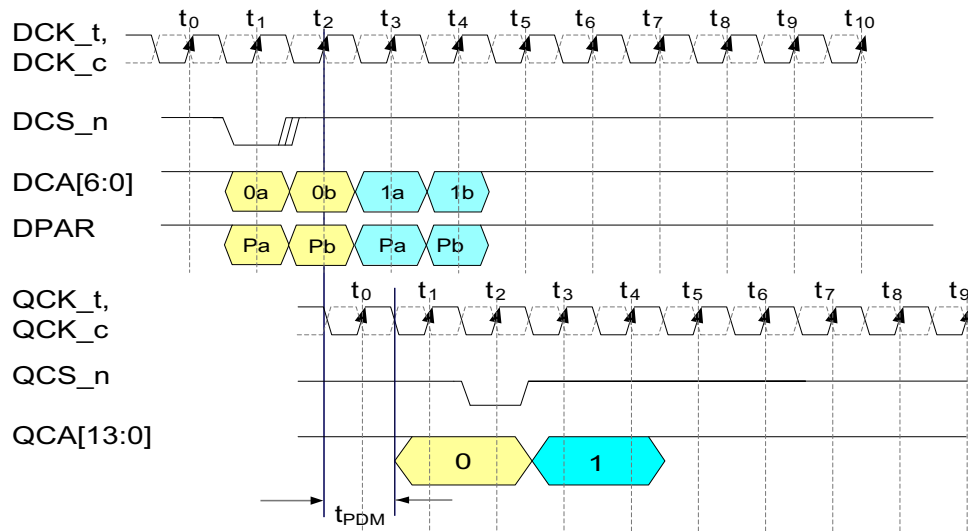 t0 t1 t2 t3 t4 t5 t6 t7 t8 t9 t10
DCK_t,
DCK_c
DCS_n
DCA[6:0] 0a 0b 1a 1b
DPAR Pa Pb Pa Pb
t0 t1 t2 t3 t4 t5 t6 t7 t8 t9
QCK_t,
QCK_c
QCS_n
QCA[13:0]
0 1
tPDM